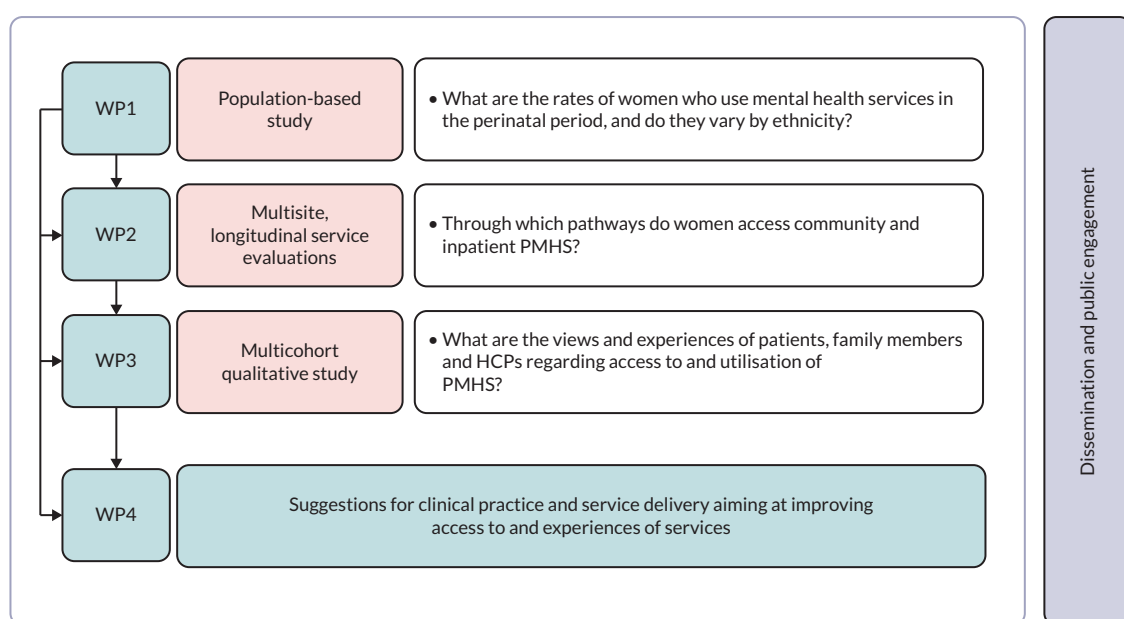 WP1
Population-based
study
• What are the rates of women who use mental health services in
the perinatal period, and do they vary by ethnicity?
WP2
Multisite,
longitudinal service
evaluations
• Through which pathways do women access community and
inpatient PMHS?
WP3
Multicohort
qualitative study
• What are the views and experiences of patients, family members
and HCPs regarding access to and utilisation of
PMHS?
WP4
Suggestions for clinical practice and service delivery aiming at improving
access to and experiences of services
Dissemination and public engagement